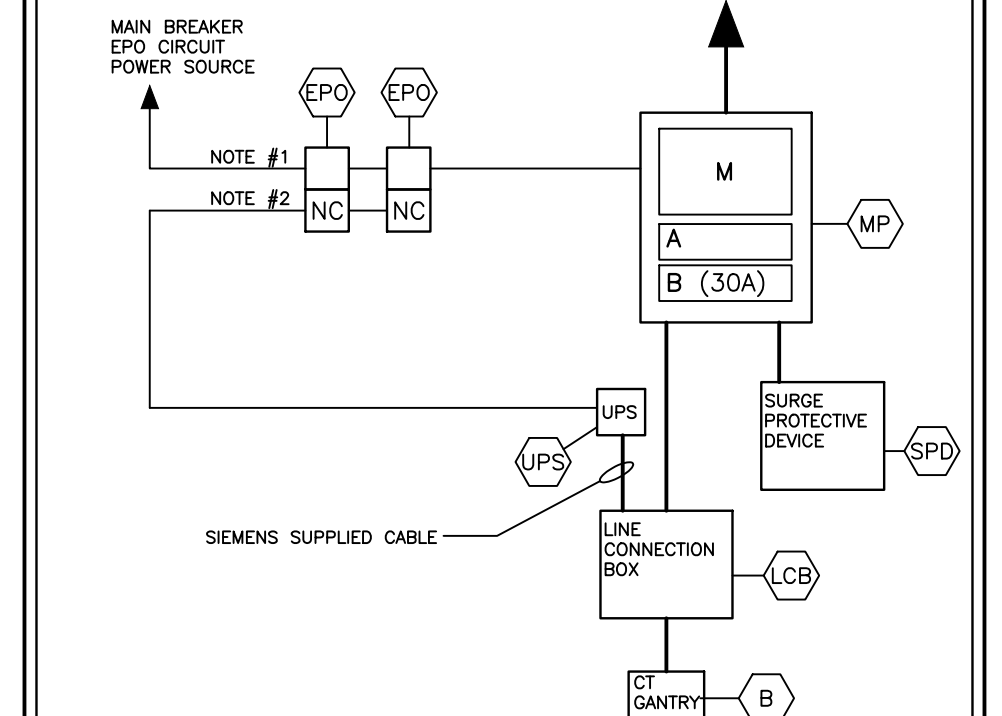 MAIN BREAKER
EPO CIRCUIT
POWER SOURCE
EPO
EPO
NOTE #1
NOTE #2
NC
NC
M
A
B (30A)
MP
UPS
UPS
SURGE
PROTECTIVE
DEVICE
SPD
SIEMENS SUPPLIED CABLE
LINE
CONNECTION
BOX
LCB
CT
GANTRY
B